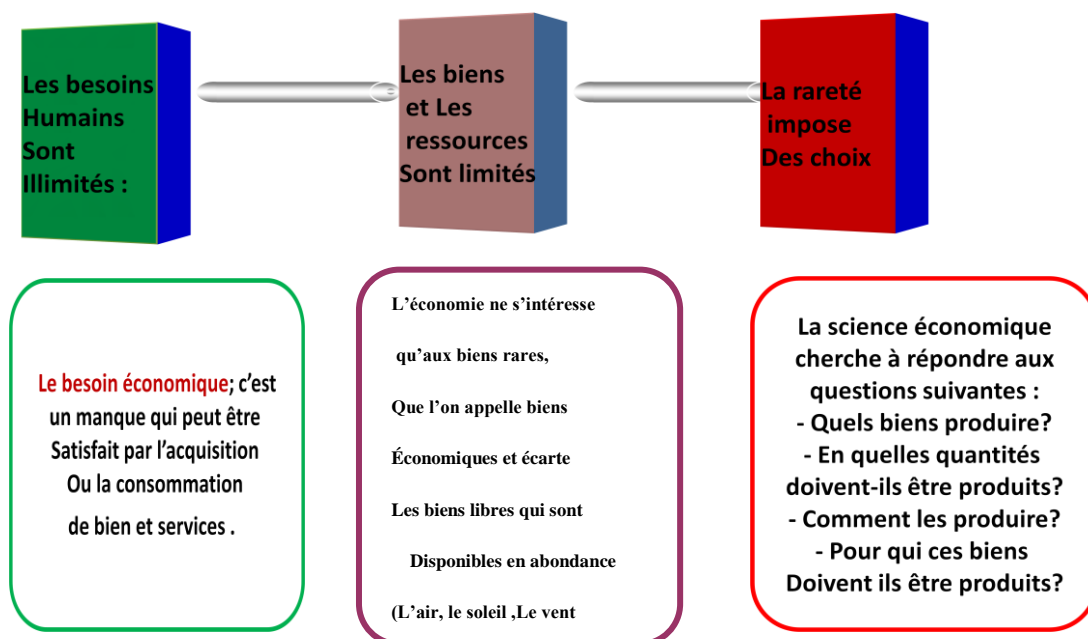 Les besoins
Humains
Sont
Illimités :
Les biens
et Les
ressources
Sont limités
La rareté
impose
Des choix
Le besoin économique; c’est
un manque qui peut être
Satisfait par l’acquisition
Ou la consommation
de bien et services .
L’économie ne s’intéresse
qu’aux biens rares,
Que l’on appelle biens
Économiques et écarte
Les biens libres qui sont
Disponibles en abondance
(L’air, le soleil ,Le vent
La science économique
cherche à répondre aux
questions suivantes :
- Quels biens produire?
- En quelles quantités
doivent-ils être produits?
- Comment les produire?
- Pour qui ces biens
Doivent ils être produits?